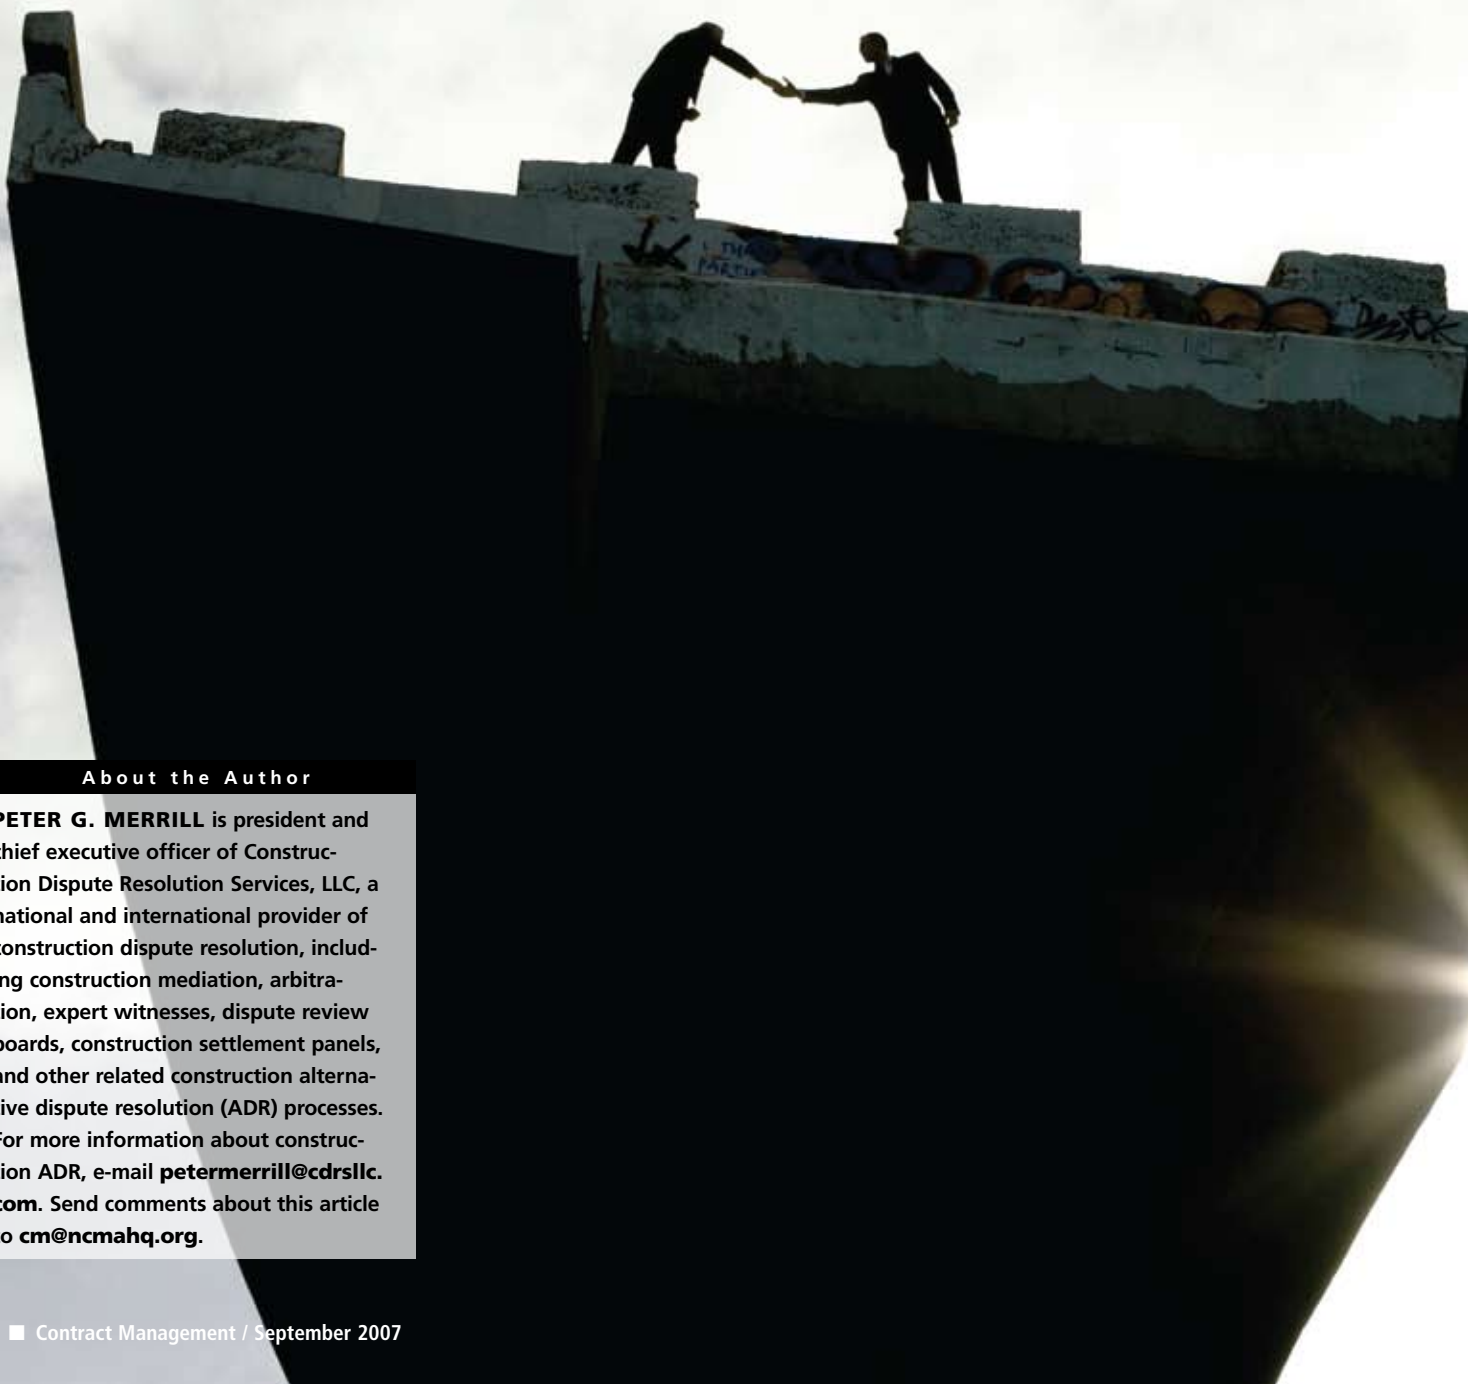 About the Author
PETER G. MERRILL is president and
chief executive officer of Construc-
tion Dispute Resolution Services, LLC, a
national and international provider of
construction dispute resolution, includ-
ing construction mediation, arbitra-
tion, expert witnesses, dispute review
boards, construction settlement panels,
and other related construction alterna-
tive dispute resolution (ADR) processes.
For more information about construc-
tion ADR, e-mail petermerrill@cdrsllc.
com. Send comments about this article
to cm@ncmahq.org.
■ Contract Management / September 2007